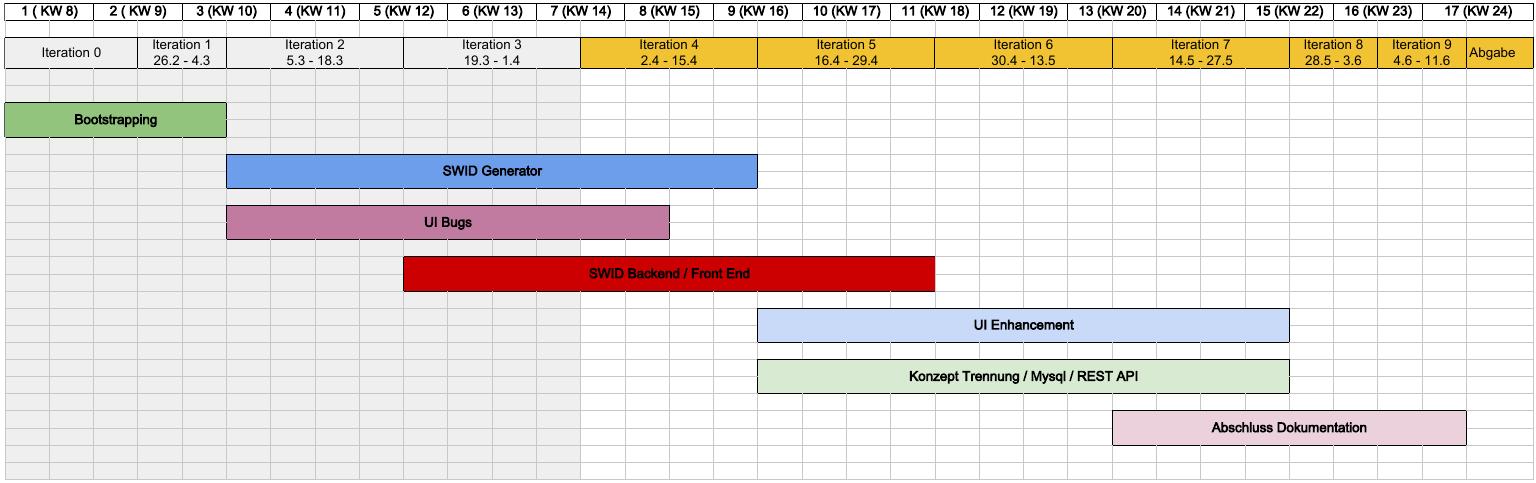 1 ( KW 8) 2 ( KW 9) 3 (KW 10) 4 (KW 11) 5 (KW 12) 6 (KW 13) 7 (KW 14) 8 (KW 15) 9 (KW 16) 10 (KW 17) 11 (KW 18) 12 (KW 19) 13 (KW 20) 14 (KW 21) 15 (KW 22) 16 (KW 23) 17 (KW 24)
Iteration 0
Iteration 1
26.2 - 4.3
Iteration 2
5.3 - 18.3
Iteration 3
19.3 - 1.4
Iteration 4
2.4 - 15.4
Iteration 5
16.4 - 29.4
Iteration 6
30.4 - 13.5
Iteration 7
14.5 - 27.5
Iteration 8
28.5 - 3.6
Iteration 9
4.6 - 11.6
Abgabe
Bootstrapping
SWID Generator
UI Bugs
SWID Backend / Front End
UI Enhancement
Konzept Trennung / Mysql / REST API
Abschluss Dokumentation